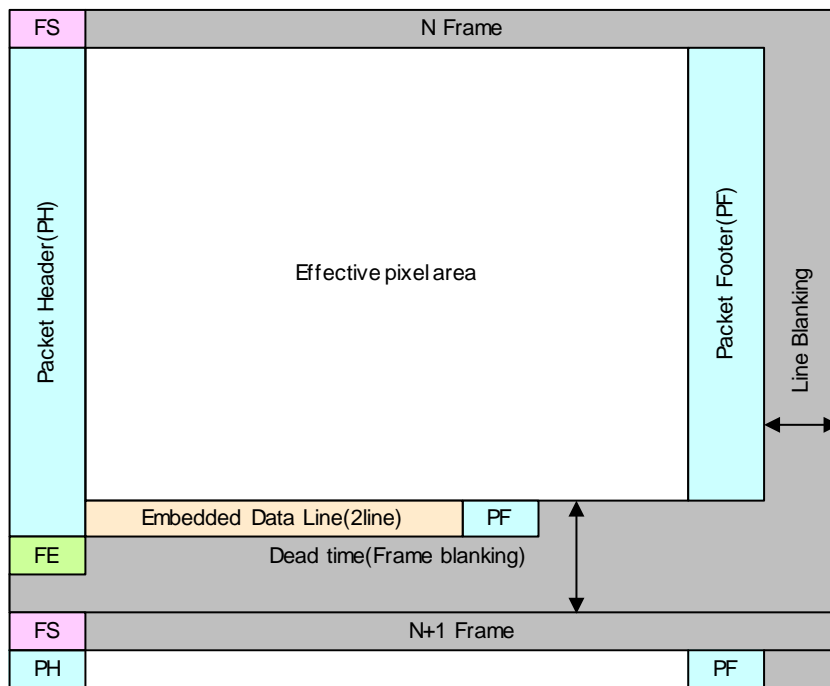 FS
N Frame
Packet Header(PH)
Effective pixel area
Packet Footer(PF)
Line Blanking
Embedded Data Line(2line)
PF
FE
Dead time(Frame blanking)
FS
N+1 Frame
PH
PF